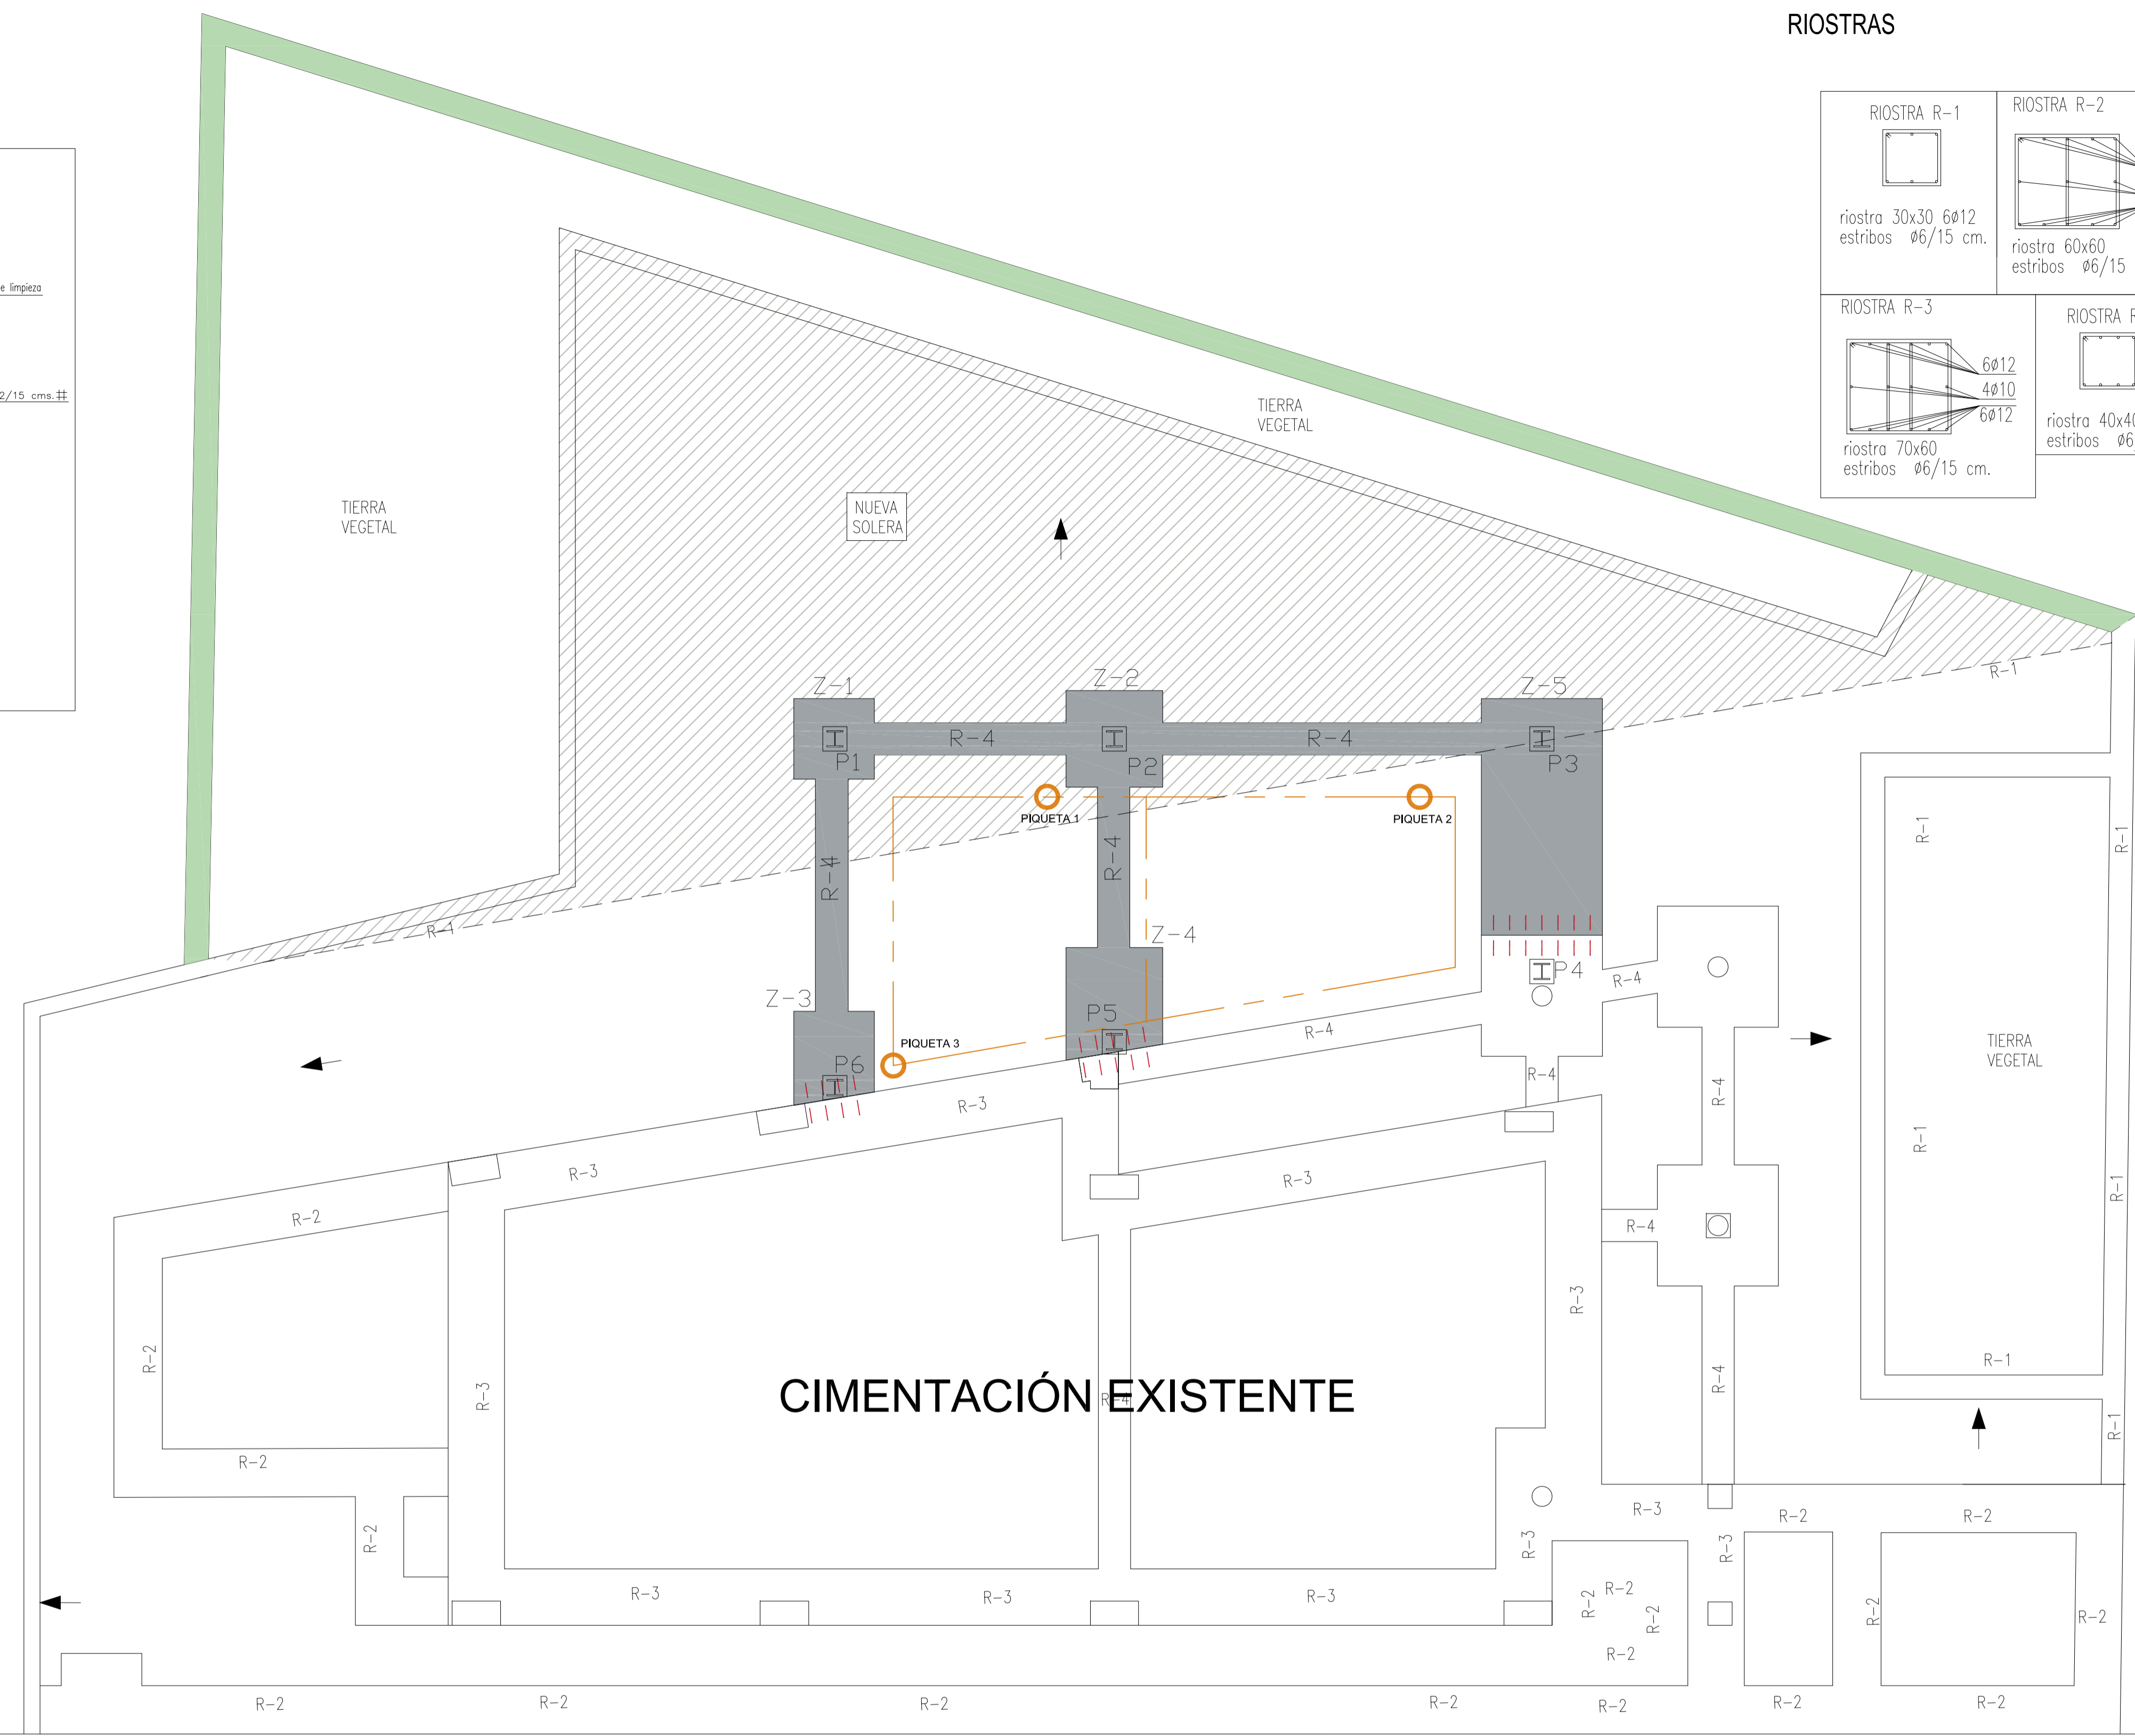 RIOSTRAS
RIOSTRA R-1
riostra 30x30 6ø12
estribos ø6/15 cm.
RIOSTRA R-2
riostra 60x60
estribos ø6/15
RIOSTRA R-3
6ø12
4ø10
6ø12
riostra 70x60
estribos ø6/15 cm.
RIOSTRA R
riostra 40x40
estribos ø6
e limpieza
2/15 cms.#
TIERRA
VEGETAL
TIERRA
VEGETAL
NUEVA
SOLERA
R-1
Z-1
Z-2
Z-5
R-4
R-4
P1
P2
P3
PIQUETA 1
PIQUETA 2
R-4
R-4
R-1
R-1
R-1
R-1
Z-4
Z-3
P4
R-4
P5
R-4
PIQUETA 3
P6
TIERRA
VEGETAL
R-4
R-4
R-3
R-3
R-3
R-1
R-1
R-2
R-4
R-3
R-2
R-3
R-4
R-1
R-4
CIMENTACIÓN EXISTENTE
R-1
R-2
R-3
R-2
R-2
R-2
R-3
R-3
R-3
R-3
R-3
R-2
R-2
R-2
R-2
R-2
R-2
R-2
R-2
R-2
R-2
R-2
R-2
R-2